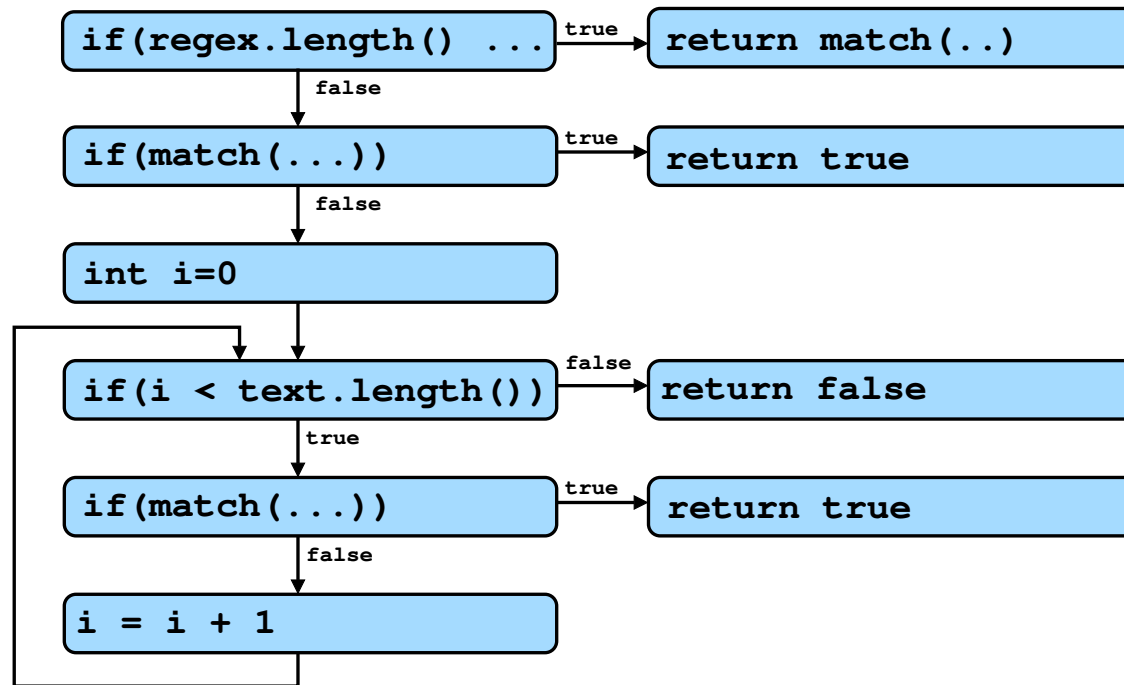 if(regex.length() ...
true
return match(..)
false
if(match(...))
true
return true
false
int i=0
if(i < text.length())
false
return false
true
if(match(...))
true
return true
false
i = i + 1